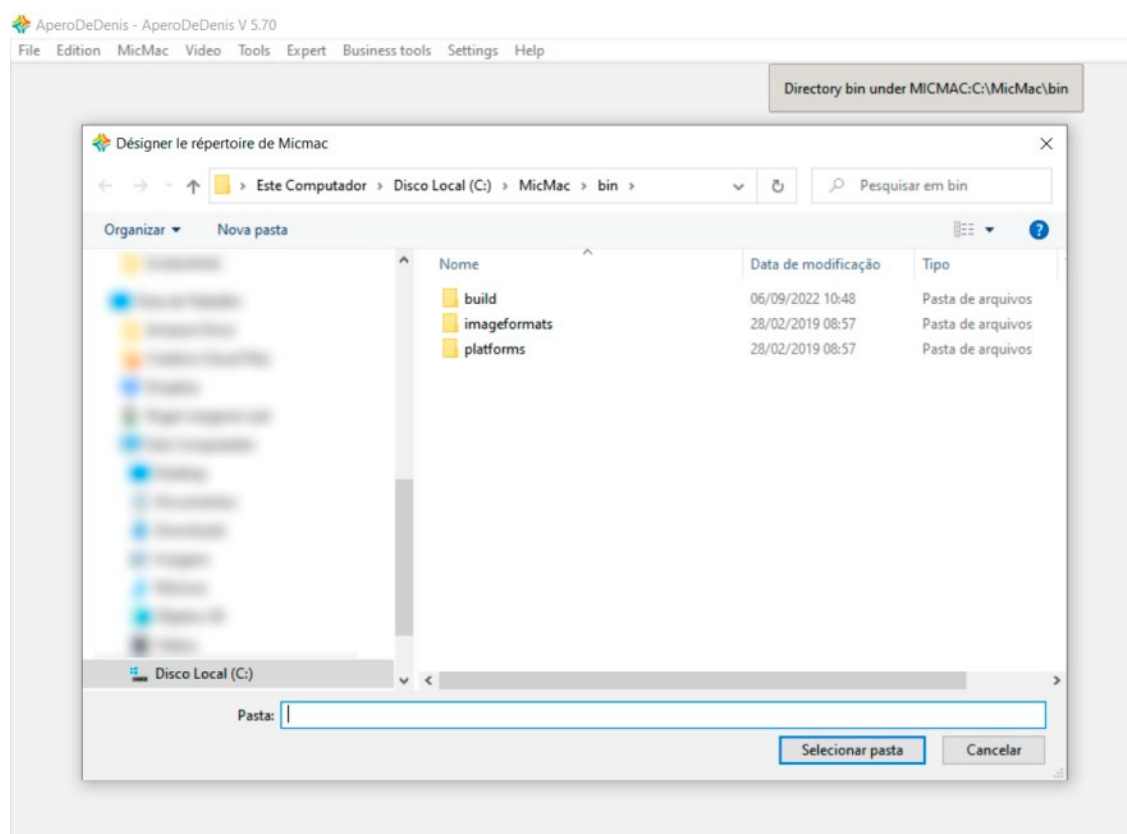 AperoDeDenis - AperoDeDenis V 5.70
File Edition MicMac Video Tools Expert Business tools Settings Help
Directory bin under MICMAC:C:\MicMac\bin
Désigner le répertoire de Micmac
Este Computador > Disco Local (C:) > MicMac > bin >
Pesquisar em bin
Organizar Nova pasta
Nome Data de modificação Tipo
build 06/09/2022 10:48 Pasta de arquivos
imageformats 28/02/2019 08:57 Pasta de arquivos
platforms 28/02/2019 08:57 Pasta de arquivos
Disco Local (C:)
Pasta:
Selecionar pasta Cancelar